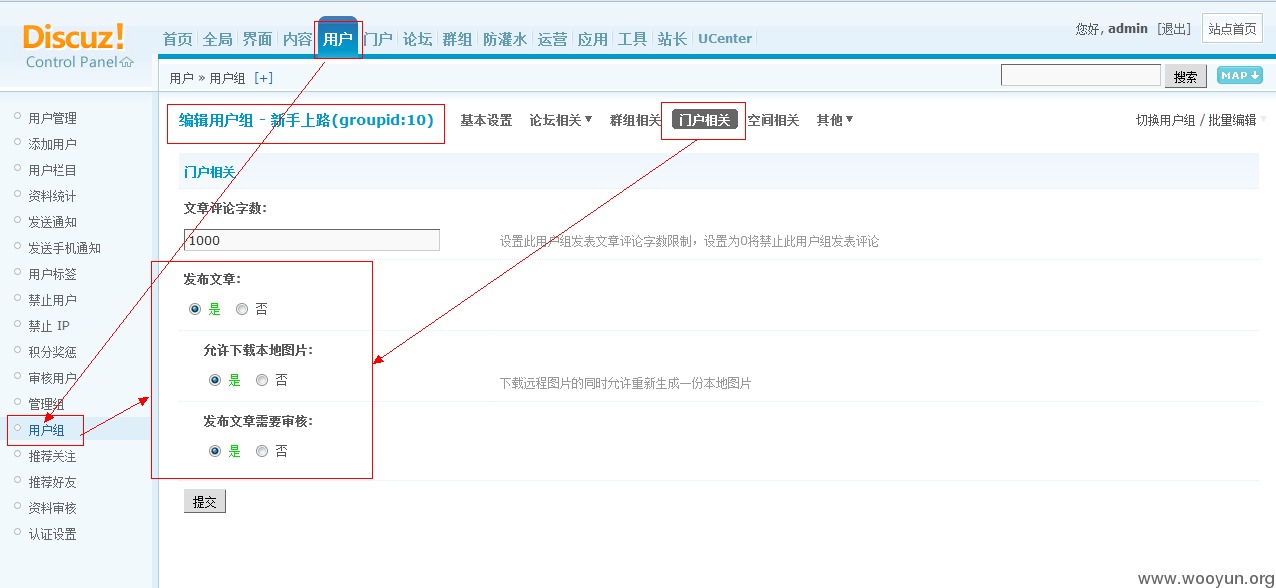 Discuz!
Control Panel
首页 全局 界面 内容 用户 门户 论坛 群组 防灌水 运营 应用 工具 站长 UCenter
您好, admin [退出] 站点首页
用户 » 用户组 [+]
搜索 MAP
用户管理
添加用户
用户栏目
资料统计
发送通知
发送手机通知
用户标签
禁止用户
禁止 IP
积分奖惩
审核用户
管理组
用户组
推荐关注
推荐好友
资料审核
认证设置
编辑用户组 - 新手上路(groupid:10) 基本设置 论坛相关 群组相关 门户相关 空间相关 其他 切换用户组 / 批量编辑
门户相关
文章评论字数:
1000 设置此用户组发表文章评论字数限制，设置为0将禁止此用户组发表评论
发布文章:
是 否
允许下载本地图片:
是 否 下载远程图片的同时允许重新生成一份本地图片
发布文章需要审核:
是 否
提交
www.wooyun.org